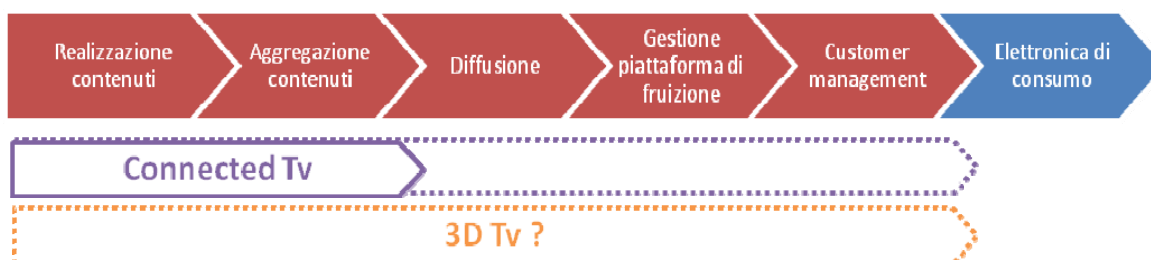 Realizzazione
contenuti
Aggregazione
contenuti
Diffusione
Gestione
piattaforma di
fruizione
Customer
management
Elettronica di
consumo
Connected Tv
3D Tv ?